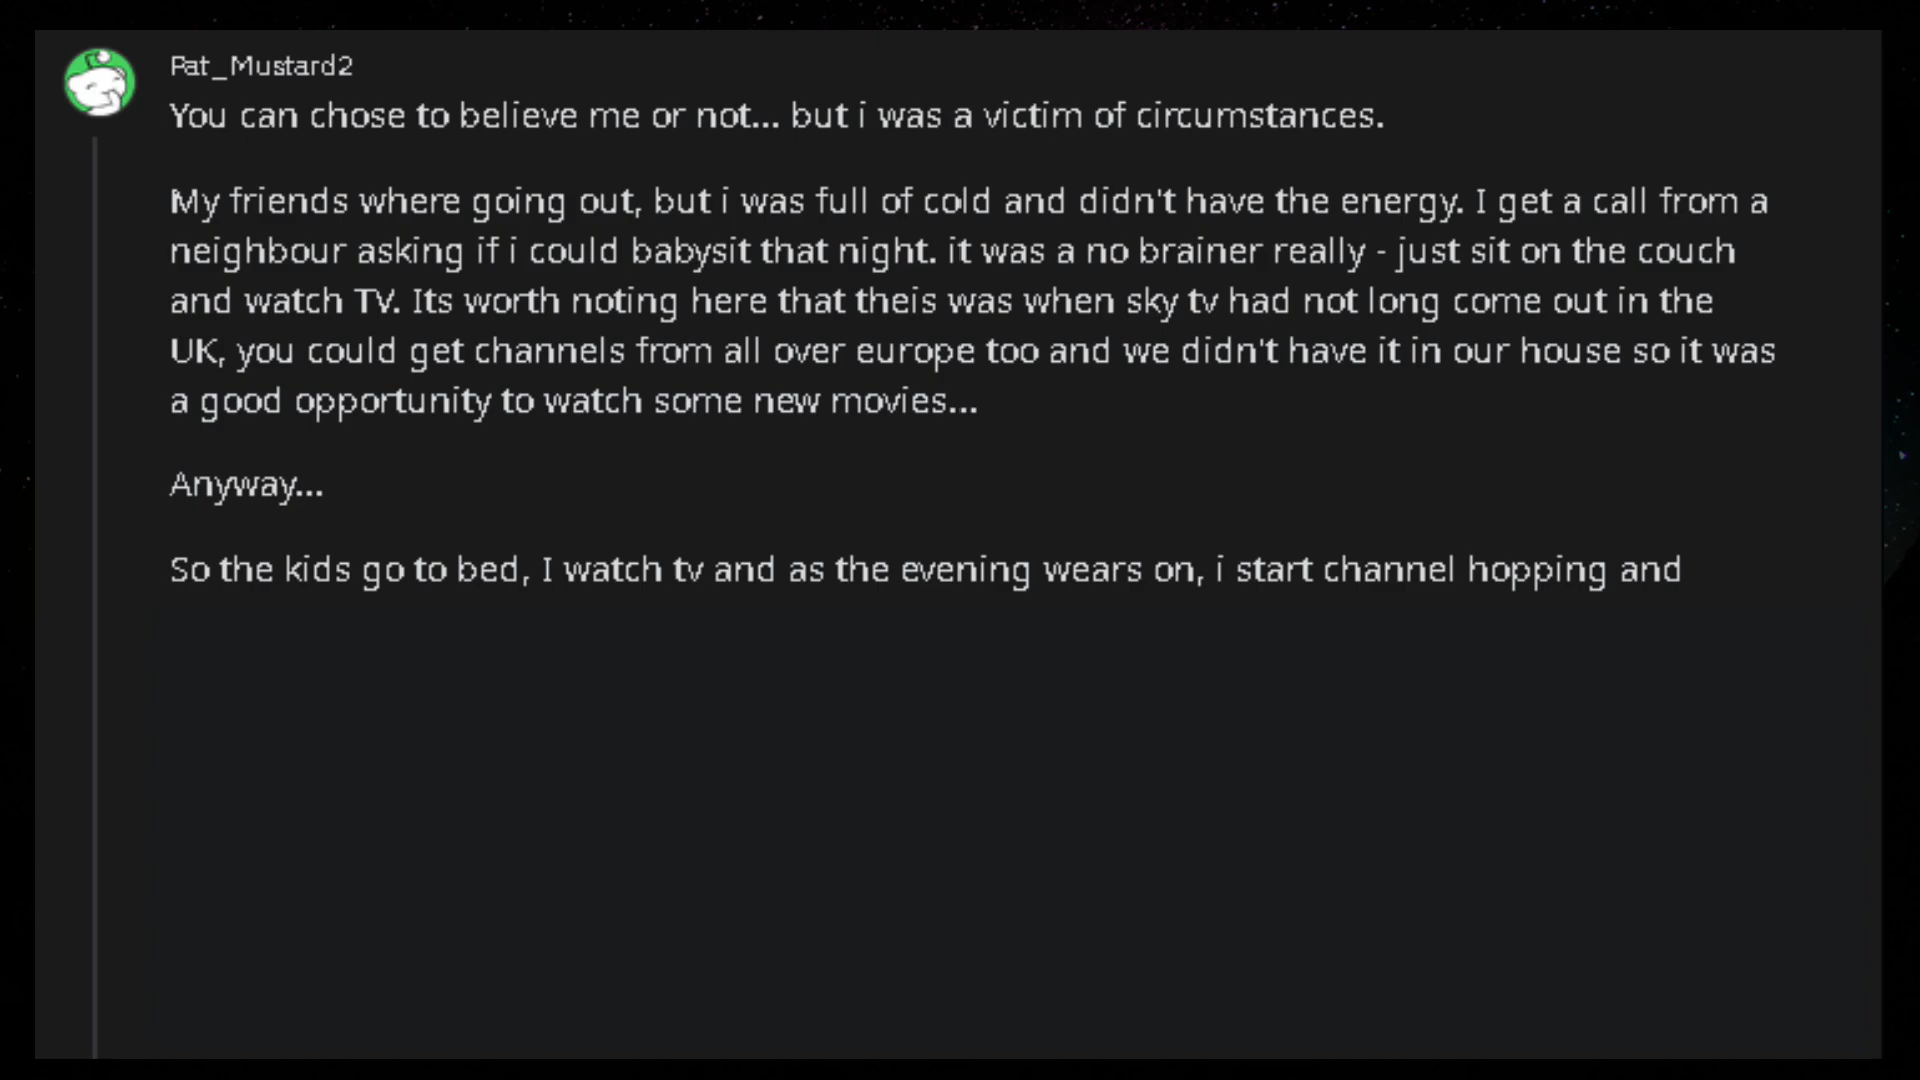 Pat_Mustard2
You can chose to believe me or not... but i was a victim of circumstances.
My friends where going out, but i was full of cold and didn't have the energy. I get a call from a
neighbour asking if i could babysit that night. it was a no brainer really - just sit on the couch
and watch TV. Its worth noting here that theis was when sky tv had not long come out in the
UK, you could get channels from all over europe too and we didn't have it in our house so it was
a good opportunity to watch some new movies...
Anyway...
So the kids go to bed, I watch tv and as the evening wears on, i start channel hopping and